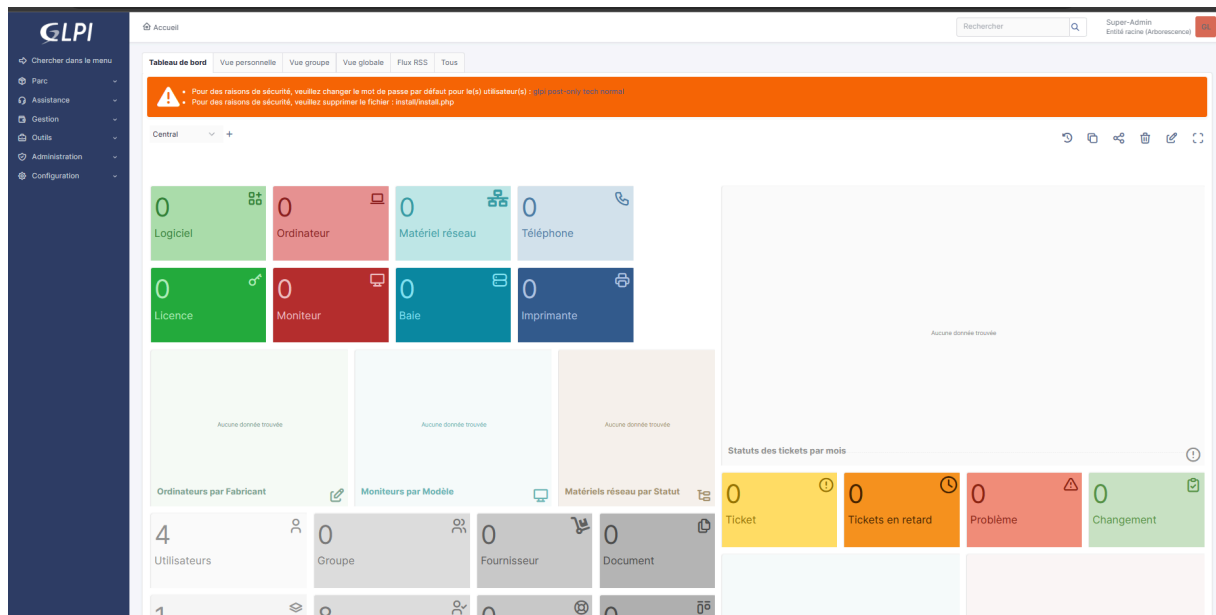 GLPI
Accueil
Rechercher
Super-Admin
Entité racine (Arborescence)
GL
Chercher dans le menu
Parc
Assistance
Gestion
Outils
Administration
Configuration
Tableau de bord
Vue personnelle
Vue groupe
Vue globale
Flux RSS
Tous
Pour des raisons de sécurité, veuillez changer le mot de passe par défaut pour le(s) utilisateur(s) : glpi post-only tech normal
Pour des raisons de sécurité, veuillez supprimer le fichier : install/install.php
Central
0
Logiciel
0
Ordinateur
0
Matériel réseau
0
Téléphone
0
Licence
0
Moniteur
0
Baie
0
Imprimante
Aucune donnée trouvée
Statuts des tickets par mois
Aucune donnée trouvée
Ordinateurs par Fabricant
Aucune donnée trouvée
Moniteurs par Modèle
Aucune donnée trouvée
Matériels réseau par Statut
0
Ticket
0
Tickets en retard
0
Problème
0
Changement
4
Utilisateurs
0
Groupe
0
Fournisseur
0
Document